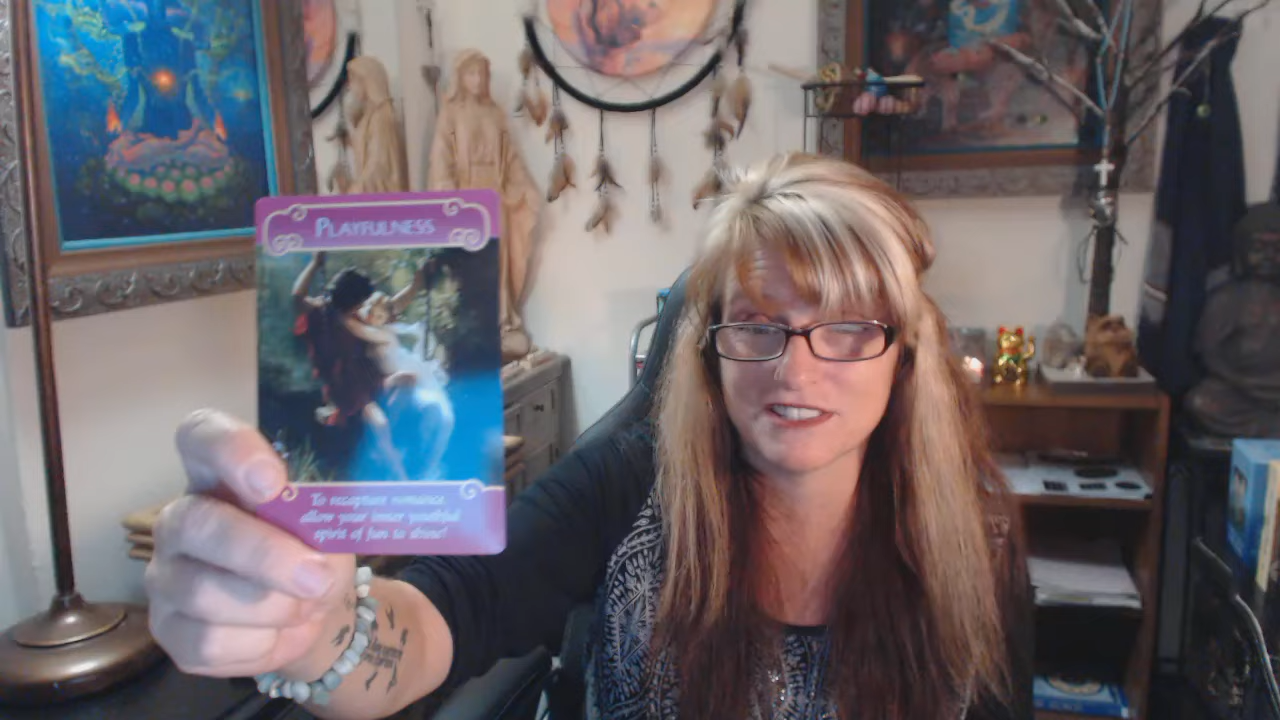 PLAYFULNESS
To recapture romance,
allow your inner youthful
spirit of fun to shine!